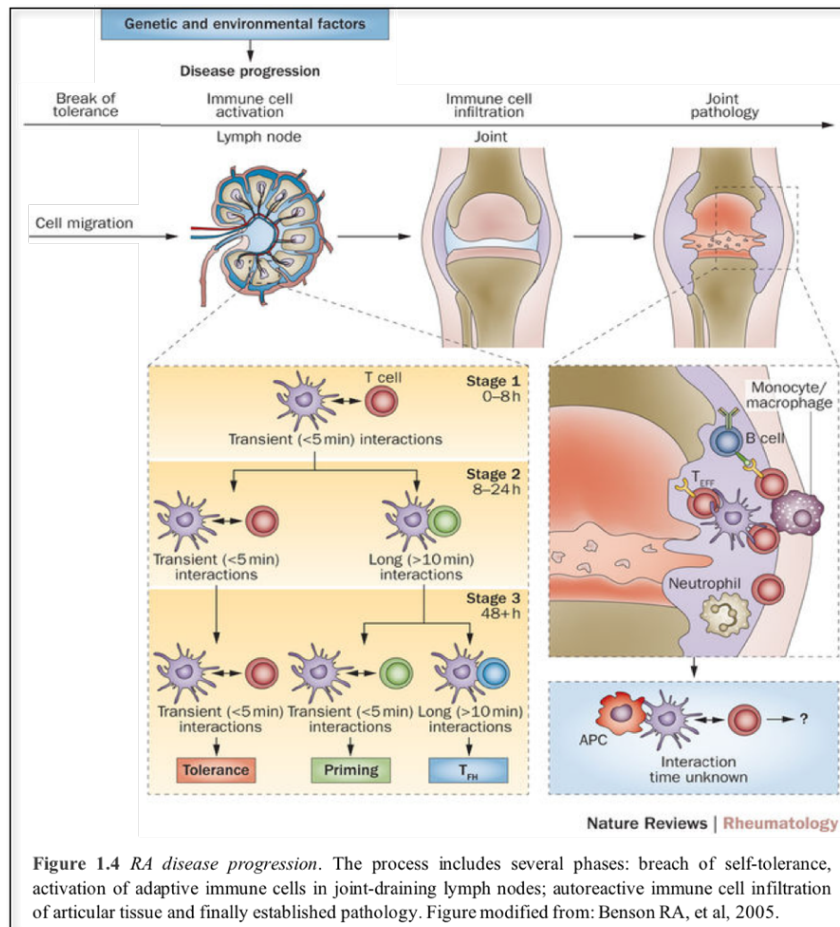 Genetic and environmental factors
Disease progression
Break of
tolerance
Immune cell
activation
Immune cell
infiltration
Joint
pathology
Lymph node
Joint
Cell migration
T cell
Stage 1
0–8 h
Transient (<5 min) interactions
Stage 2
8–24 h
Transient (<5 min)
interactions
Long (>10 min)
interactions
Stage 3
48+ h
Transient (<5 min)
interactions
Transient (<5 min)
interactions
Long (>10 min)
interactions
Tolerance
Priming
TFH
Monocyte/
macrophage
B cell
TEFF
Neutrophil
APC
?
Interaction
time unknown
Nature Reviews | Rheumatology
Figure 1.4 RA disease progression. The process includes several phases: breach of self-tolerance,
activation of adaptive immune cells in joint-draining lymph nodes; autoreactive immune cell infiltration
of articular tissue and finally established pathology. Figure modified from: Benson RA, et al, 2005.